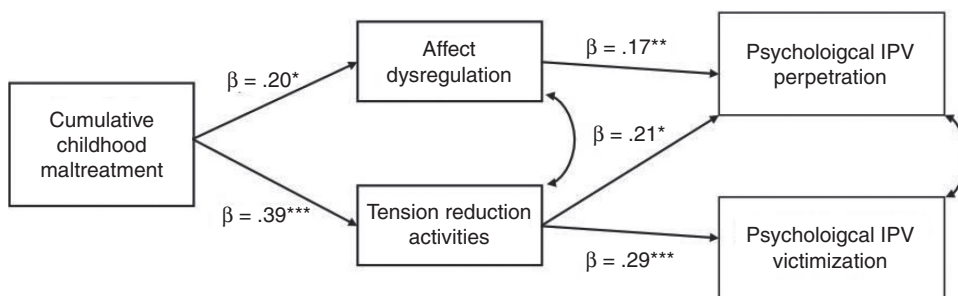 Cumulative
childhood
maltreatment
β = .20*
β = .39***
Affect
dysregulation
Tension reduction
activities
β = .17**
β = .21*
β = .29***
Psycholoigcal IPV
perpetration
Psycholoigcal IPV
victimization